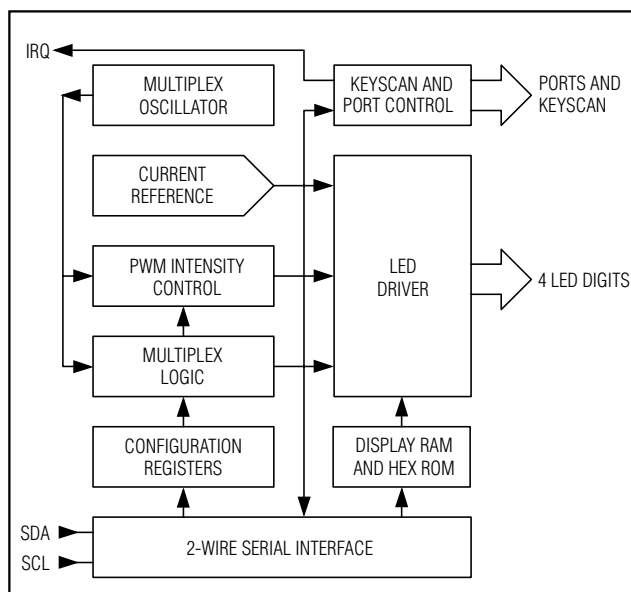 IRQ
MULTIPLEX
OSCILLATOR
KEYSCAN AND
PORT CONTROL
PORTS AND
KEYSCAN
CURRENT
REFERENCE
PWM INTENSITY
CONTROL
LED
DRIVER
4 LED DIGITS
MULTIPLEX
LOGIC
CONFIGURATION
REGISTERS
DISPLAY RAM
AND HEX ROM
SDA
SCL
2-WIRE SERIAL INTERFACE